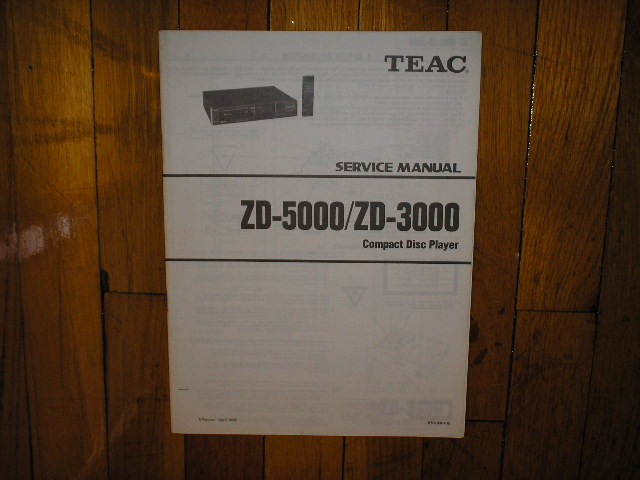 TEAC.
SERVICE MANUAL
ZD-5000/ZD-3000
Compact Disc Player